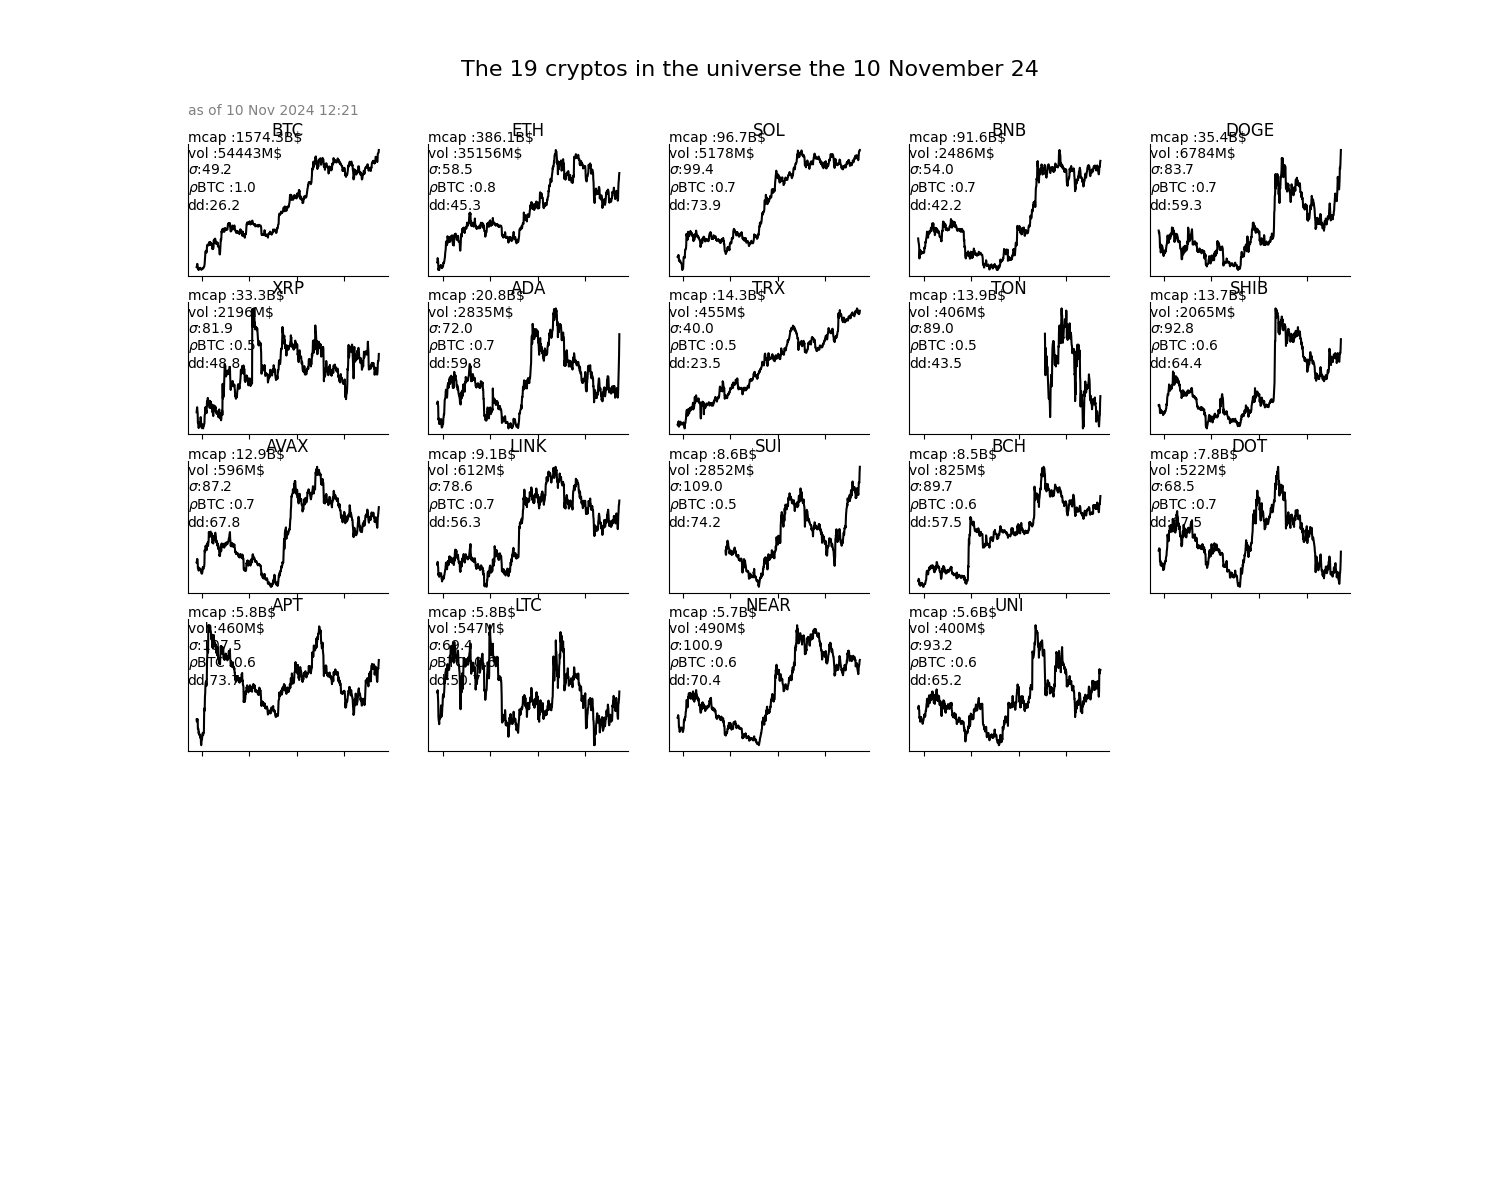 The 19 cryptos in the universe the 10 November 24
as of 10 Nov 2024 12:21
BTC
mcap :1574.3B$
vol :54443M$
σ:49.2
ρBTC :1.0
dd:26.2
ETH
mcap :386.1B$
vol :35156M$
σ:58.5
ρBTC :0.8
dd:45.3
SOL
mcap :96.7B$
vol :5178M$
σ:99.4
ρBTC :0.7
dd:73.9
BNB
mcap :91.6B$
vol :2486M$
σ:54.0
ρBTC :0.7
dd:42.2
DOGE
mcap :35.4B$
vol :6784M$
σ:83.7
ρBTC :0.7
dd:59.3
XRP
mcap :33.3B$
vol :2196M$
σ:81.9
ρBTC :0.5
dd:48.8
ADA
mcap :20.8B$
vol :2835M$
σ:72.0
ρBTC :0.7
dd:59.8
TRX
mcap :14.3B$
vol :455M$
σ:40.0
ρBTC :0.5
dd:23.5
TON
mcap :13.9B$
vol :406M$
σ:89.0
ρBTC :0.5
dd:43.5
SHIB
mcap :13.7B$
vol :2065M$
σ:92.8
ρBTC :0.6
dd:64.4
AVAX
mcap :12.9B$
vol :596M$
σ:87.2
ρBTC :0.7
dd:67.8
LINK
mcap :9.1B$
vol :612M$
σ:78.6
ρBTC :0.7
dd:56.3
SUI
mcap :8.6B$
vol :2852M$
σ:109.0
ρBTC :0.5
dd:74.2
BCH
mcap :8.5B$
vol :825M$
σ:89.7
ρBTC :0.6
dd:57.5
DOT
mcap :7.8B$
vol :522M$
σ:68.5
ρBTC :0.7
APT
mcap :5.8B$
vol :460M$
σ:107.5
ρBTC :0.6
dd:73.7
LTC
mcap :5.8B$
vol :547M$
NEAR
mcap :5.7B$
vol :490M$
σ:100.9
ρBTC :0.6
dd:70.4
UNI
mcap :5.6B$
vol :400M$
σ:93.2
ρBTC :0.6
dd:65.2